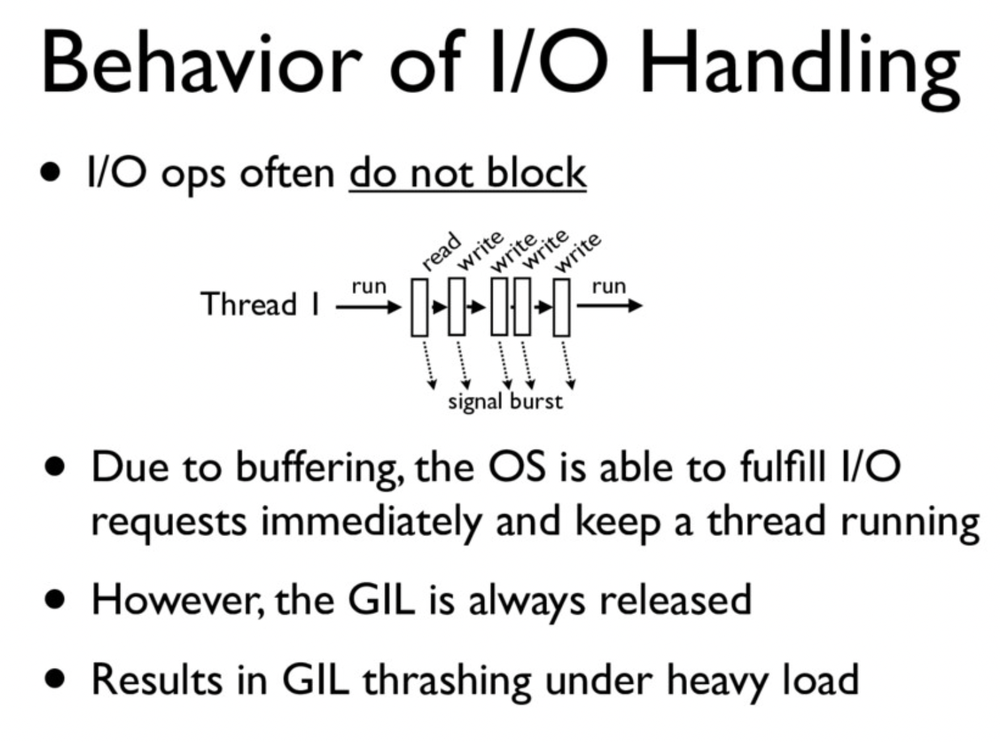 Behavior of I/O Handling
• I/O ops often do not block
read write write write write
Thread 1 run run
signal burst
• Due to buffering, the OS is able to fulfill I/O
requests immediately and keep a thread running
• However, the GIL is always released
• Results in GIL thrashing under heavy load